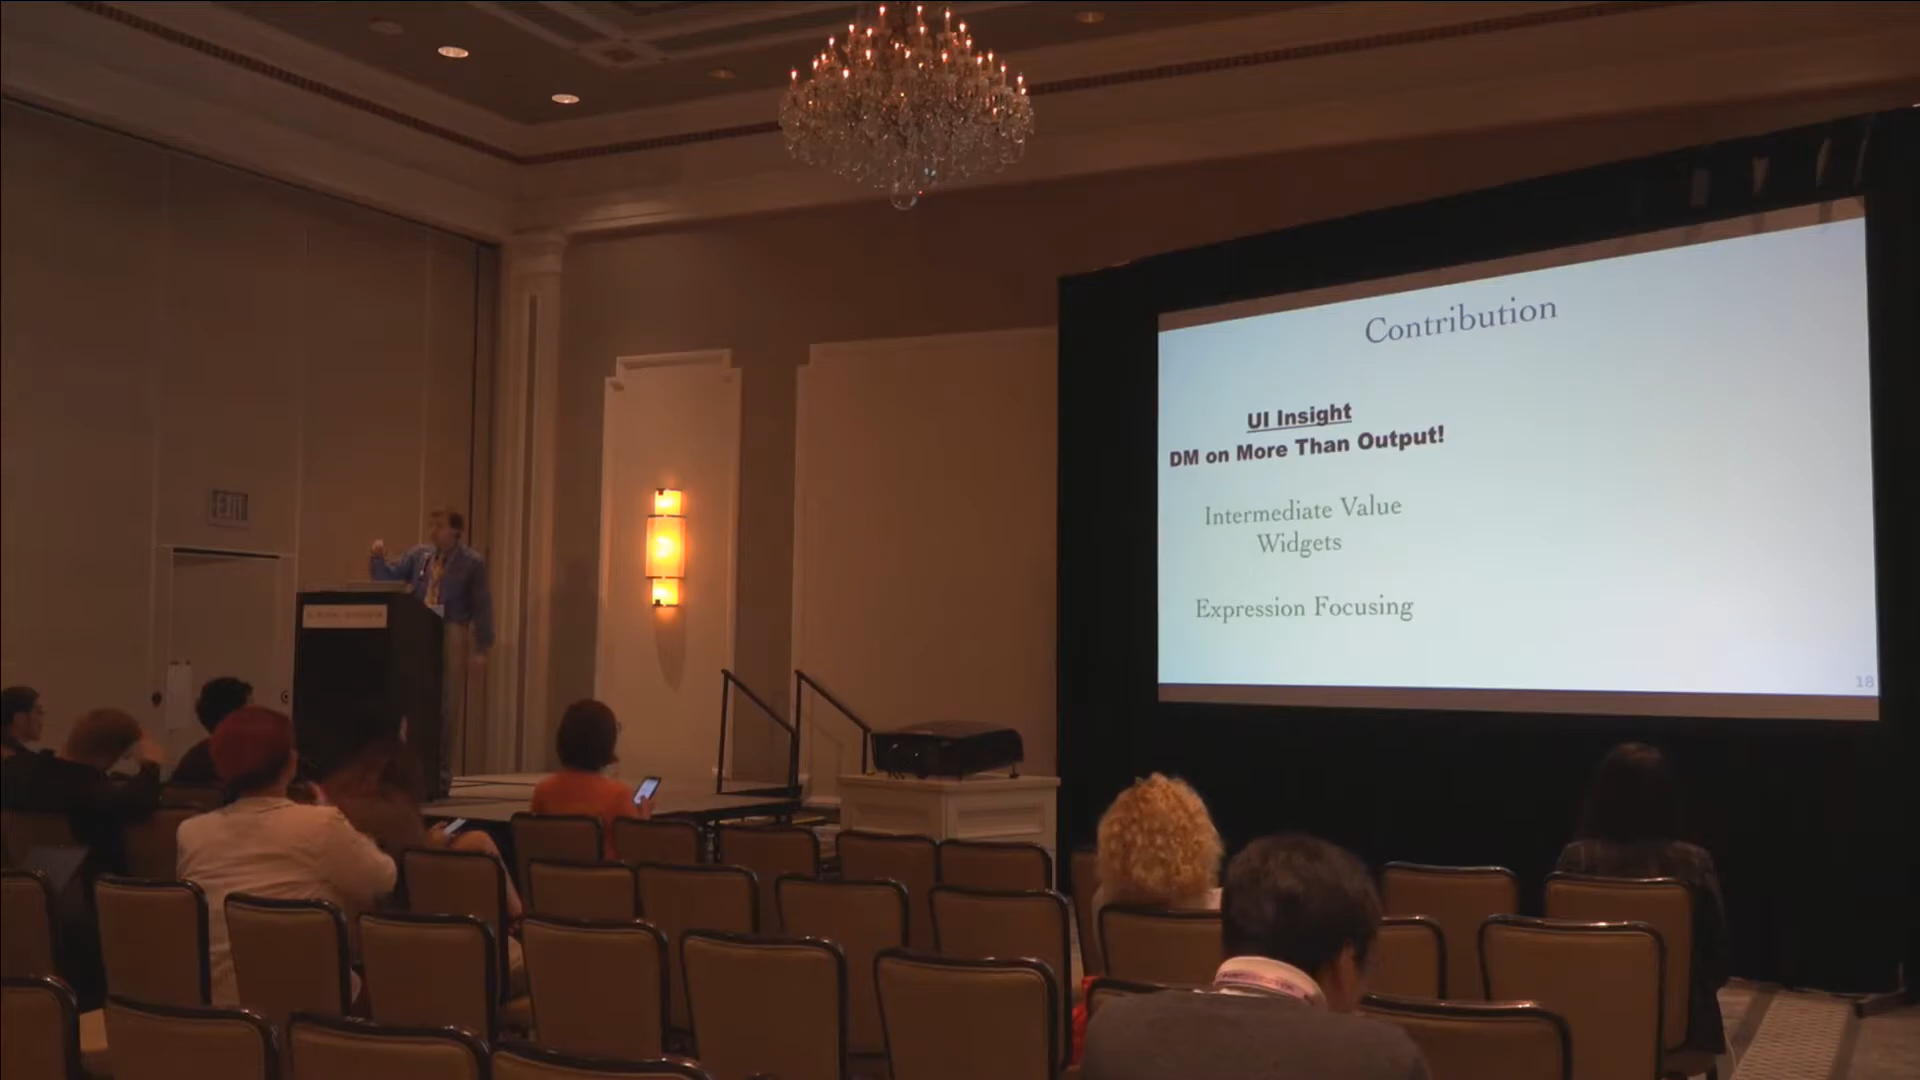 EXIT
Contribution
UI Insight
DM on More Than Output!
Intermediate Value
Widgets
Expression Focusing
18